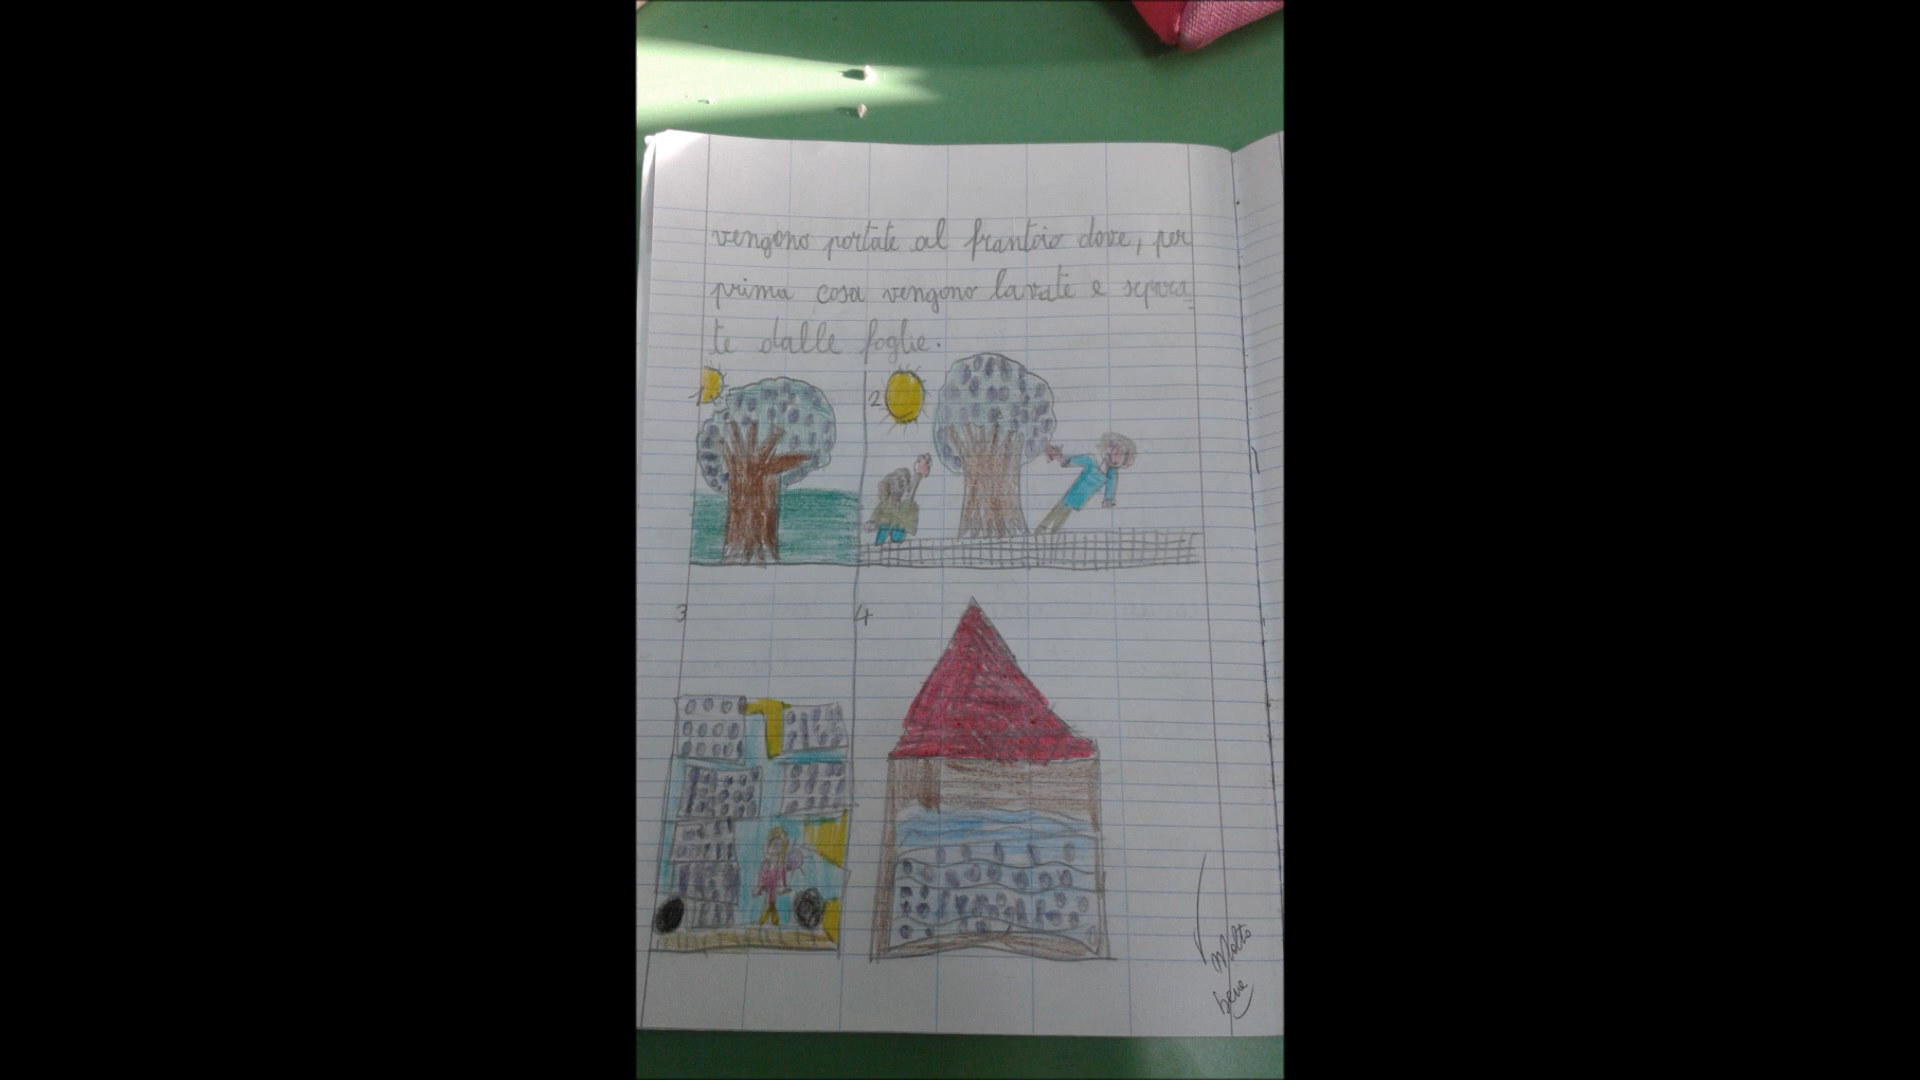 vengono portate al frantoio dove, per
prima cosa vengono lavate e separa
te dalle foglie.
1
2
3
4
Molto
bene